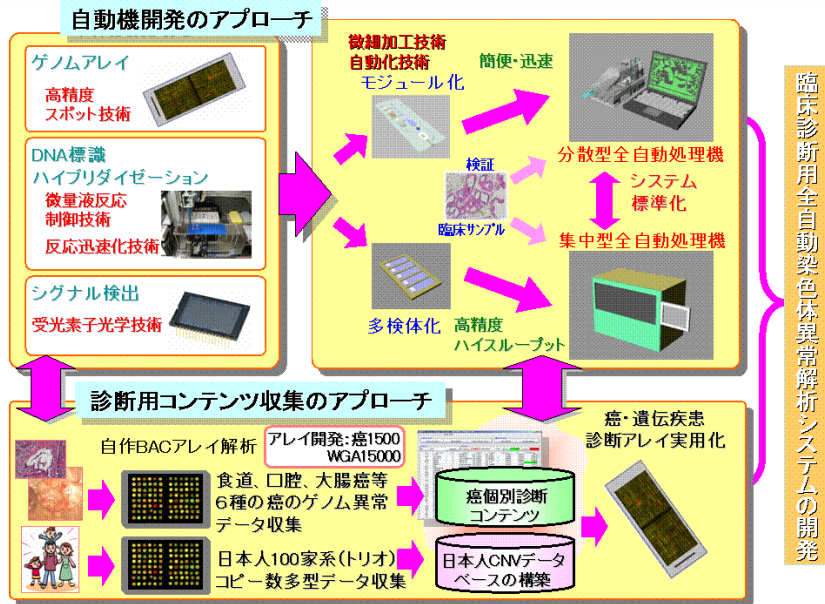 自動機開発のアプローチ
ゲノムアレイ
高精度
スポット技術
DNA標識
ハイブリダイゼーション
微量液反応
制御技術
反応迅速化技術
シグナル検出
受光素子光学技術
微細加工技術
自動化技術
モジュール化
簡便・迅速
分散型全自動処理機
検証
臨床サンプル
システム
標準化
集中型全自動処理機
多検体化
高精度
ハイスループット
診断用コンテンツ収集のアプローチ
自作BACアレイ解析
アレイ開発:癌1500
WGA15000
食道、口腔、大腸癌等
6種の癌のゲノム異常
データ収集
癌個別診断
コンテンツ
日本人100家系(トリオ)
コピー数多型データ収集
日本人CNVデータ
ベースの構築
癌・遺伝疾患
診断アレイ実用化
臨床診断用全自動染色体異常解析システムの開発